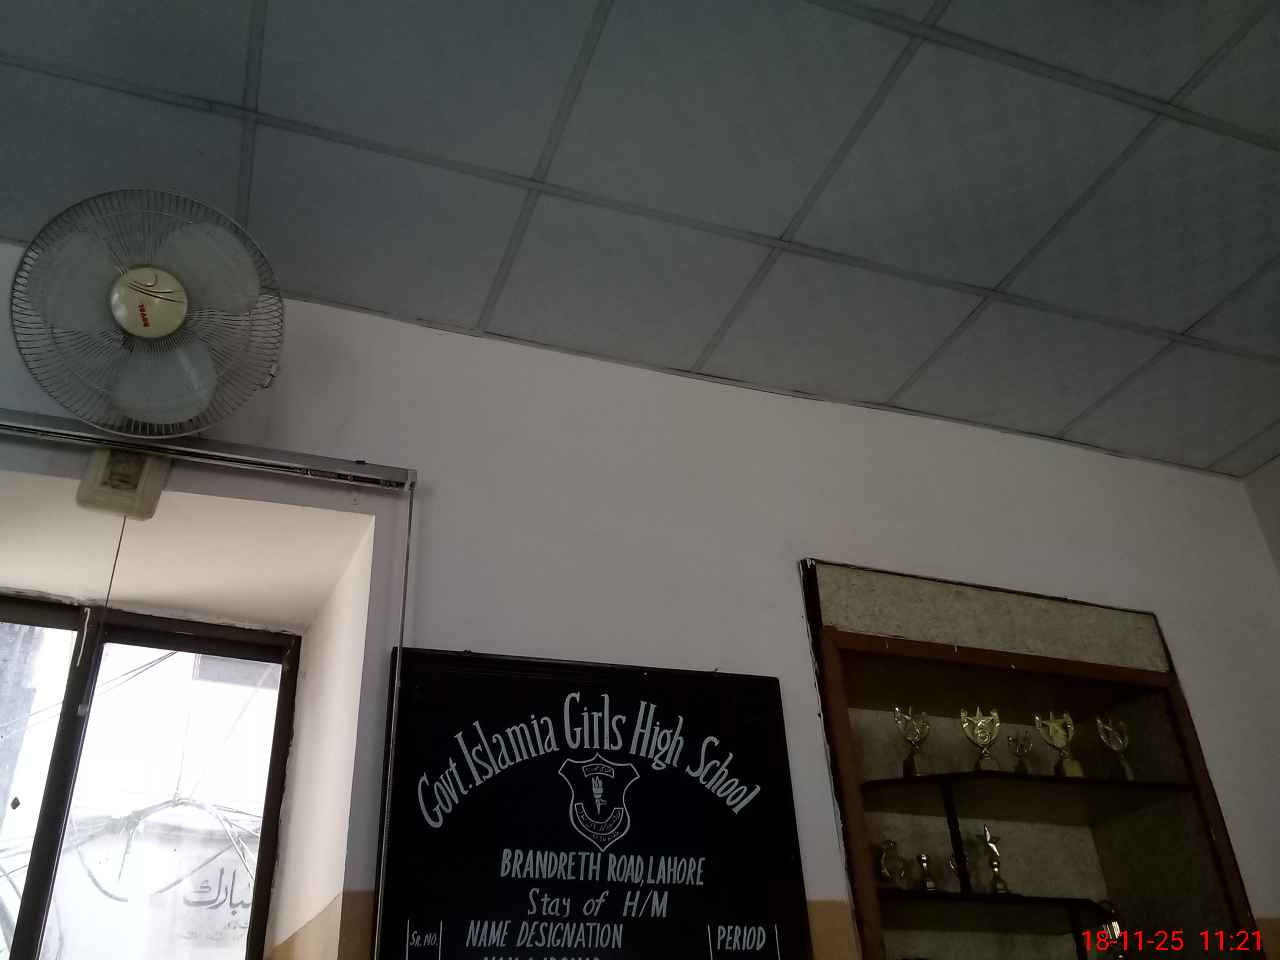 Govt. Islamia Girls High School
BRANDRETH ROAD, LAHORE
Stay of H/M
Sr. NO. NAME DESIGNATION PERIOD
مبارک
18-11-25 11:21